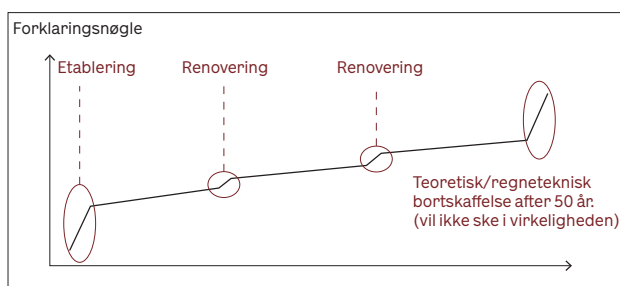 Forklaringsnøgle
Etablering
Renovering
Renovering
Teoretisk/regneteknisk
bortskaffelse after 50 år.
(vil ikke ske i virkeligheden)